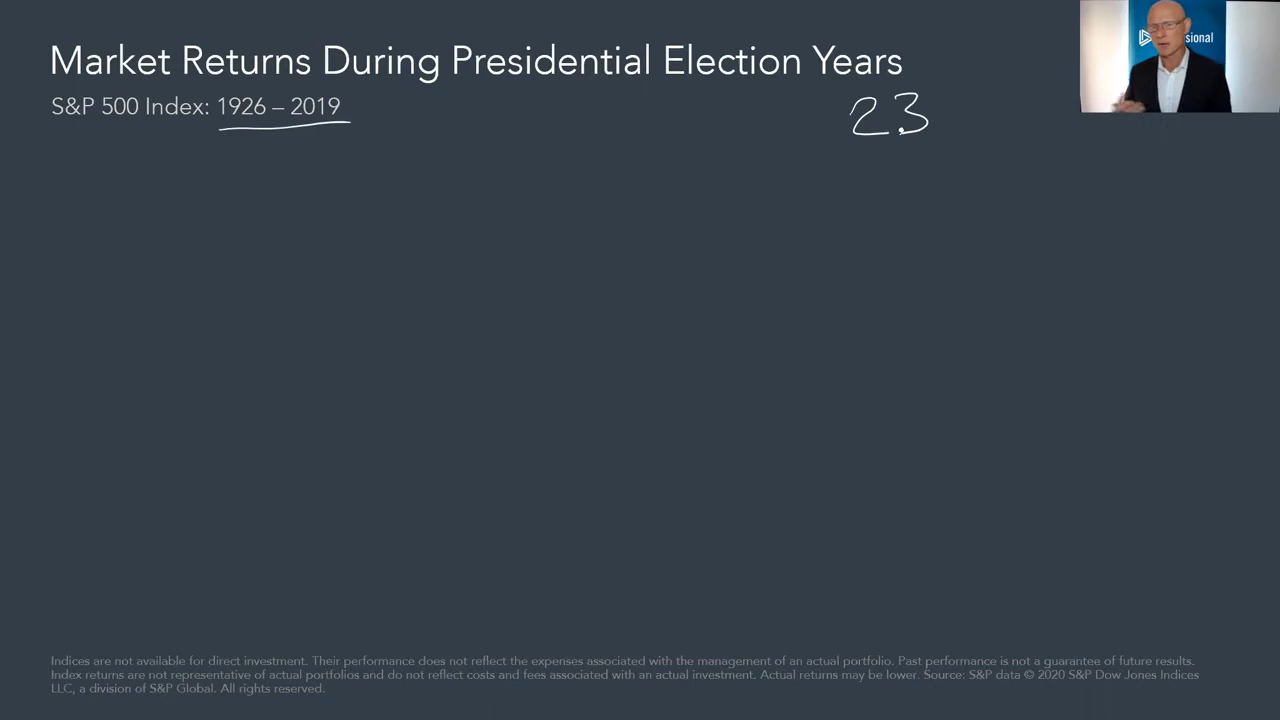 Market Returns During Presidential Election Years
S&P 500 Index: 1926 – 2019
23
sional
Indices are not available for direct investment. Their performance does not reflect the expenses associated with the management of an actual portfolio. Past performance is not a guarantee of future results.
Index returns are not representative of actual portfolios and do not reflect costs and fees associated with an actual investment. Actual returns may be lower. Source: S&P data © 2020 S&P Dow Jones Indices
LLC, a division of S&P Global. All rights reserved.